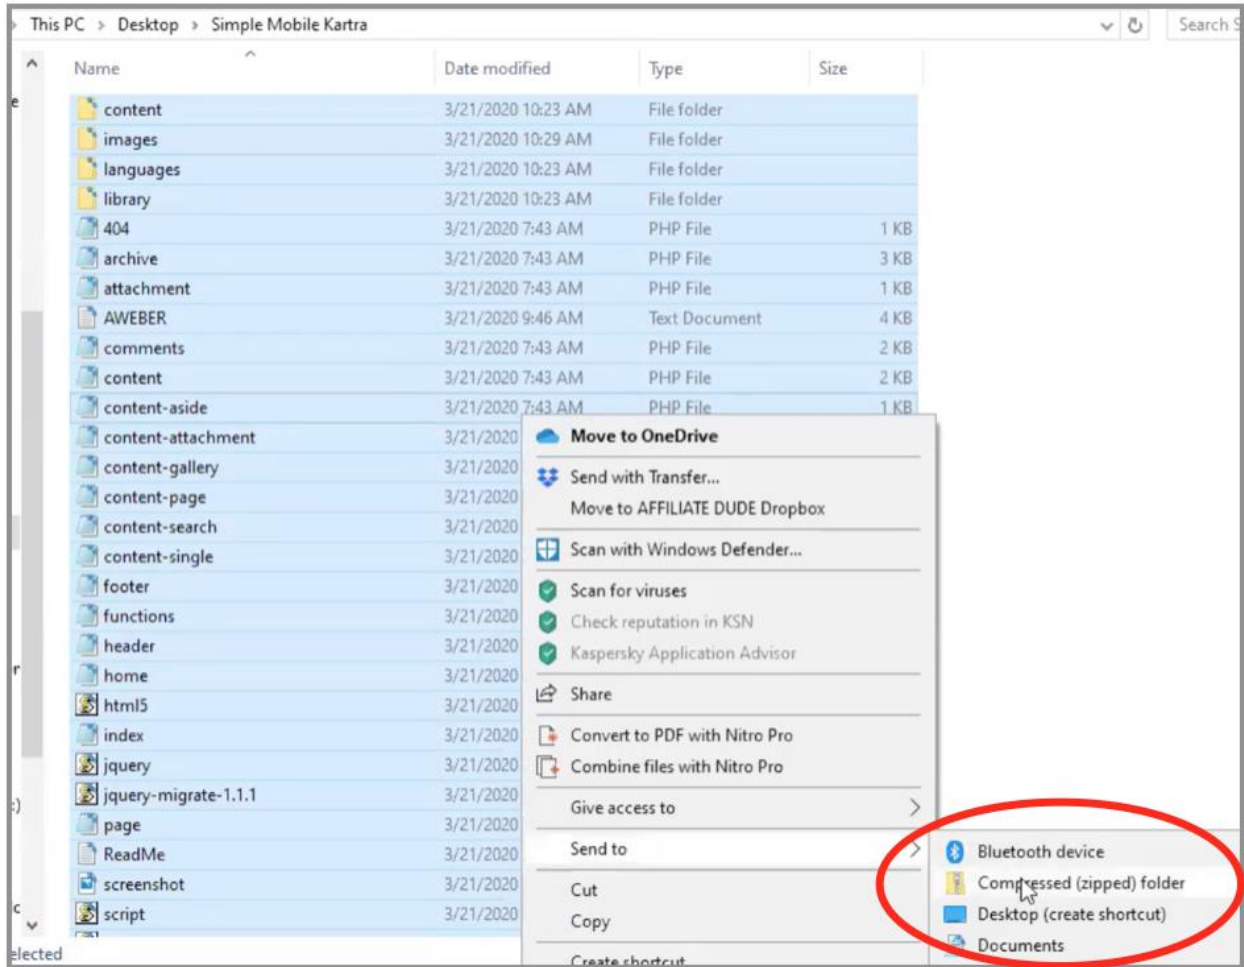 This PC > Desktop > Simple Mobile Kartra
Search S
Name Date modified Type Size
content 3/21/2020 10:23 AM File folder
images 3/21/2020 10:29 AM File folder
languages 3/21/2020 10:23 AM File folder
library 3/21/2020 10:23 AM File folder
404 3/21/2020 7:43 AM PHP File 1 KB
archive 3/21/2020 7:43 AM PHP File 3 KB
attachment 3/21/2020 7:43 AM PHP File 1 KB
AWEBER 3/21/2020 9:46 AM Text Document 4 KB
comments 3/21/2020 7:43 AM PHP File 2 KB
content 3/21/2020 7:43 AM PHP File 2 KB
content-aside 3/21/2020 7:43 AM PHP File 1 KB
content-attachment 3/21/2020
content-gallery 3/21/2020
content-page 3/21/2020
content-search 3/21/2020
content-single 3/21/2020
footer 3/21/2020
functions 3/21/2020
header 3/21/2020
home 3/21/2020
html5 3/21/2020
index 3/21/2020
jquery 3/21/2020
jquery-migrate-1.1.1 3/21/2020
page 3/21/2020
ReadMe 3/21/2020
screenshot 3/21/2020
script 3/21/2020
elected
Move to OneDrive
Send with Transfer...
Move to AFFILIATE DUDE Dropbox
Scan with Windows Defender...
Scan for viruses
Check reputation in KSN
Kaspersky Application Advisor
Share
Convert to PDF with Nitro Pro
Combine files with Nitro Pro
Give access to >
Send to >
Cut
Copy
Create shortcut
Bluetooth device
Compressed (zipped) folder
Desktop (create shortcut)
Documents